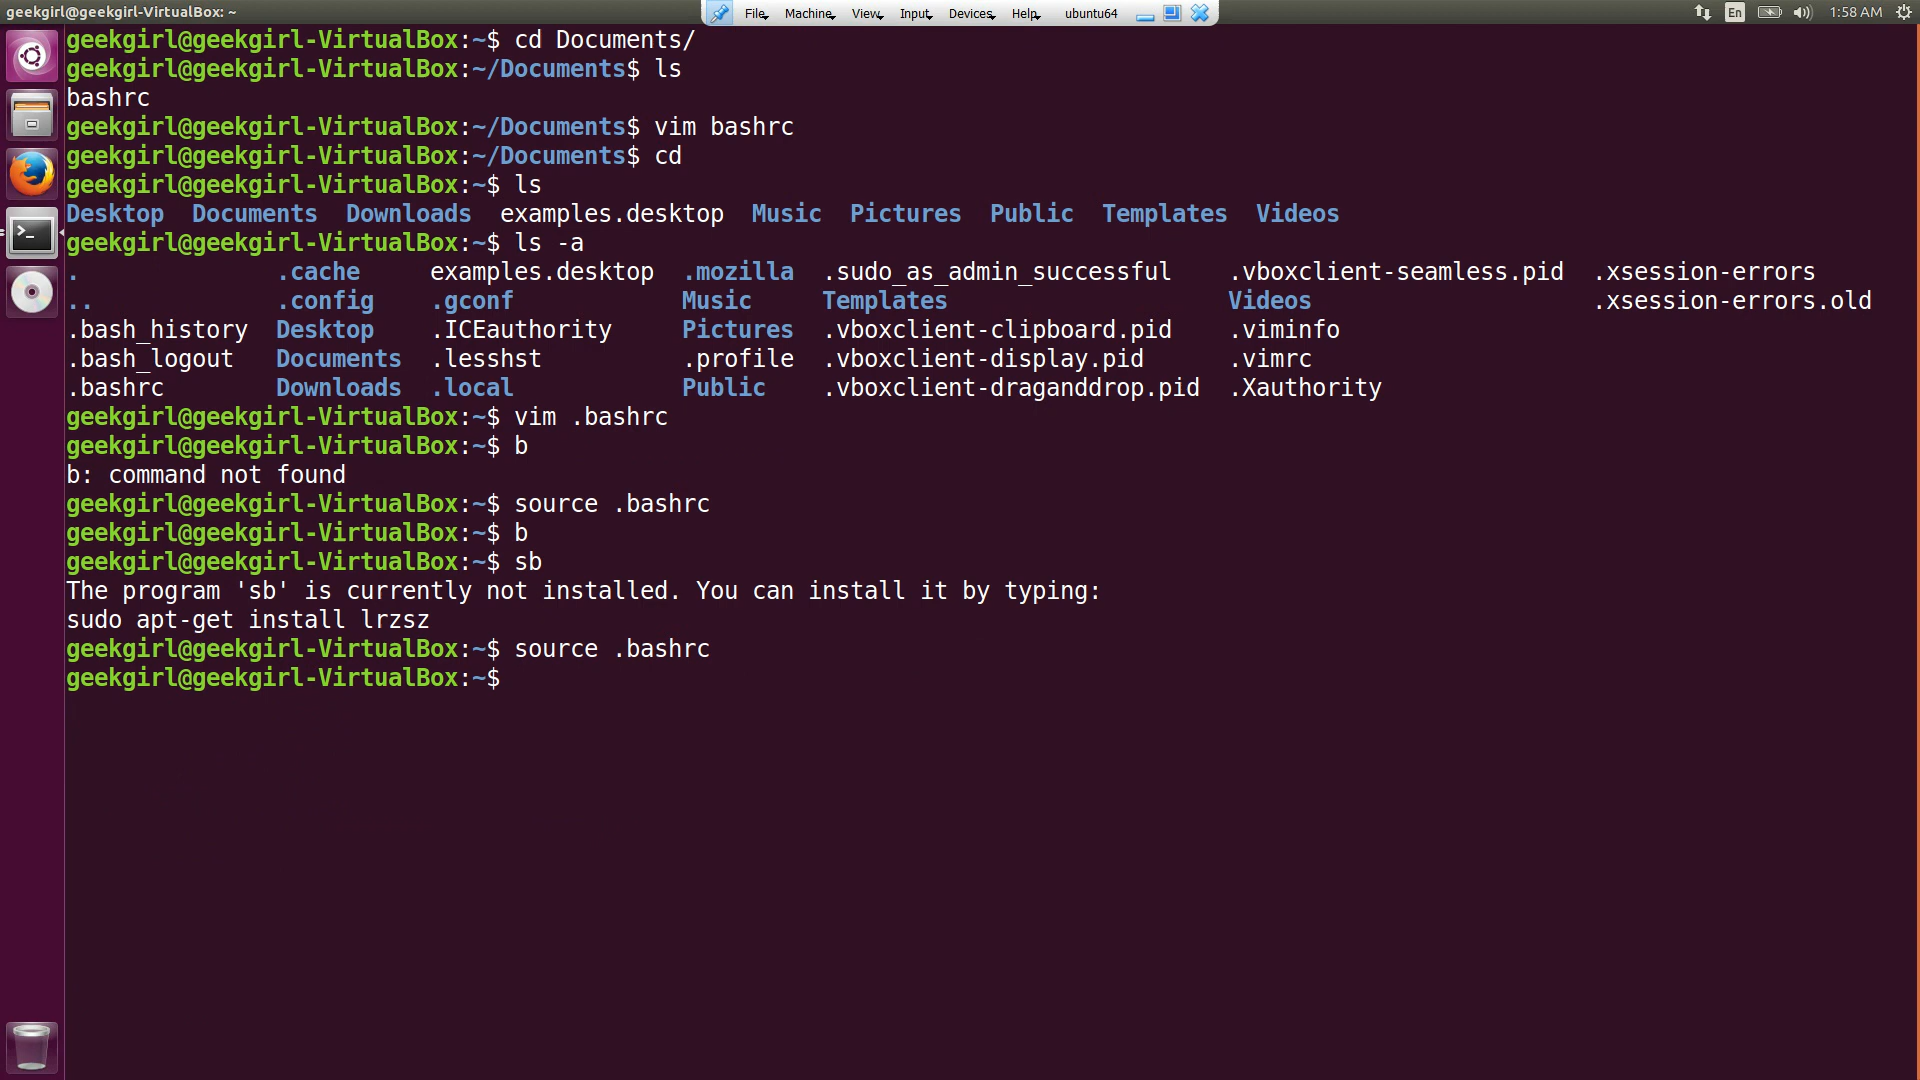 geekgirl@geekgirl-VirtualBox: ~
File Machine View Input Devices Help ubuntu64
En 1:58 AM
geekgirl@geekgirl-VirtualBox:~$ cd Documents/
geekgirl@geekgirl-VirtualBox:~/Documents$ ls
bashrc
geekgirl@geekgirl-VirtualBox:~/Documents$ vim bashrc
geekgirl@geekgirl-VirtualBox:~/Documents$ cd
geekgirl@geekgirl-VirtualBox:~$ ls
Desktop  Documents  Downloads  examples.desktop  Music  Pictures  Public  Templates  Videos
geekgirl@geekgirl-VirtualBox:~$ ls -a
.              .cache     examples.desktop  .mozilla  .sudo_as_admin_successful    .vboxclient-seamless.pid  .xsession-errors
..             .config    .gconf            Music     Templates                    Videos                    .xsession-errors.old
.bash_history  Desktop    .ICEauthority     Pictures  .vboxclient-clipboard.pid    .viminfo
.bash_logout   Documents  .lesshst          .profile  .vboxclient-display.pid      .vimrc
.bashrc        Downloads  .local            Public    .vboxclient-draganddrop.pid  .Xauthority
geekgirl@geekgirl-VirtualBox:~$ vim .bashrc
geekgirl@geekgirl-VirtualBox:~$ b
b: command not found
geekgirl@geekgirl-VirtualBox:~$ source .bashrc
geekgirl@geekgirl-VirtualBox:~$ b
geekgirl@geekgirl-VirtualBox:~$ sb
The program 'sb' is currently not installed. You can install it by typing:
sudo apt-get install lrzsz
geekgirl@geekgirl-VirtualBox:~$ source .bashrc
geekgirl@geekgirl-VirtualBox:~$